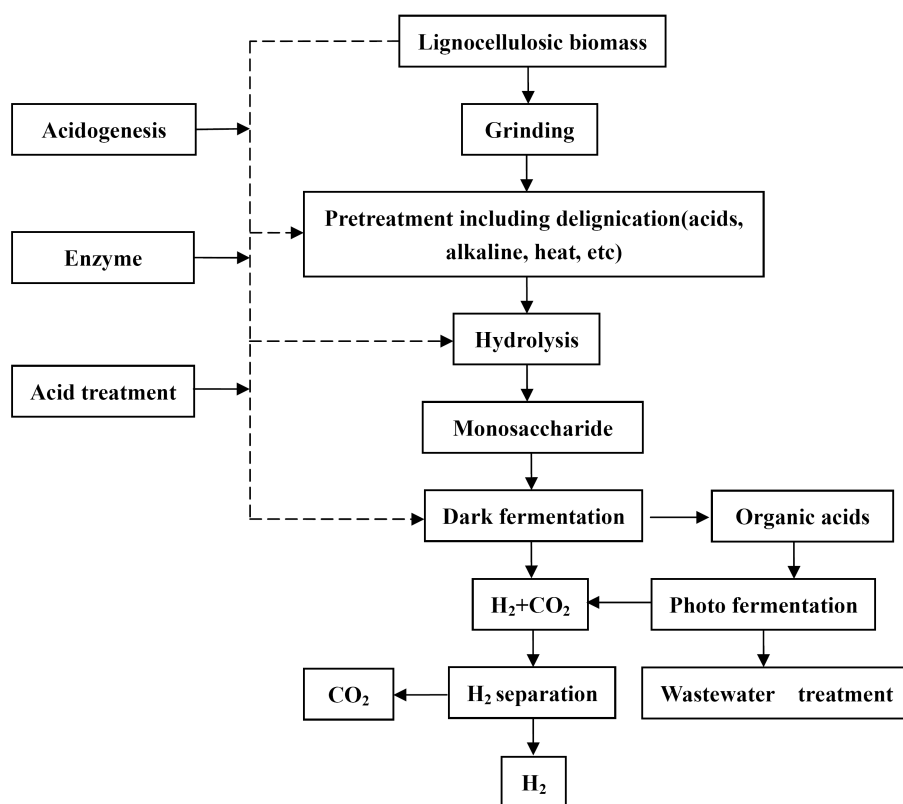 Lignocellulosic biomass
Acidogenesis
Grinding
Pretreatment including delignication(acids,
alkaline, heat, etc)
Enzyme
Hydrolysis
Acid treatment
Monosaccharide
Dark fermentation
Organic acids
H₂+CO₂
Photo fermentation
CO₂
H₂ separation
Wastewater treatment
H₂